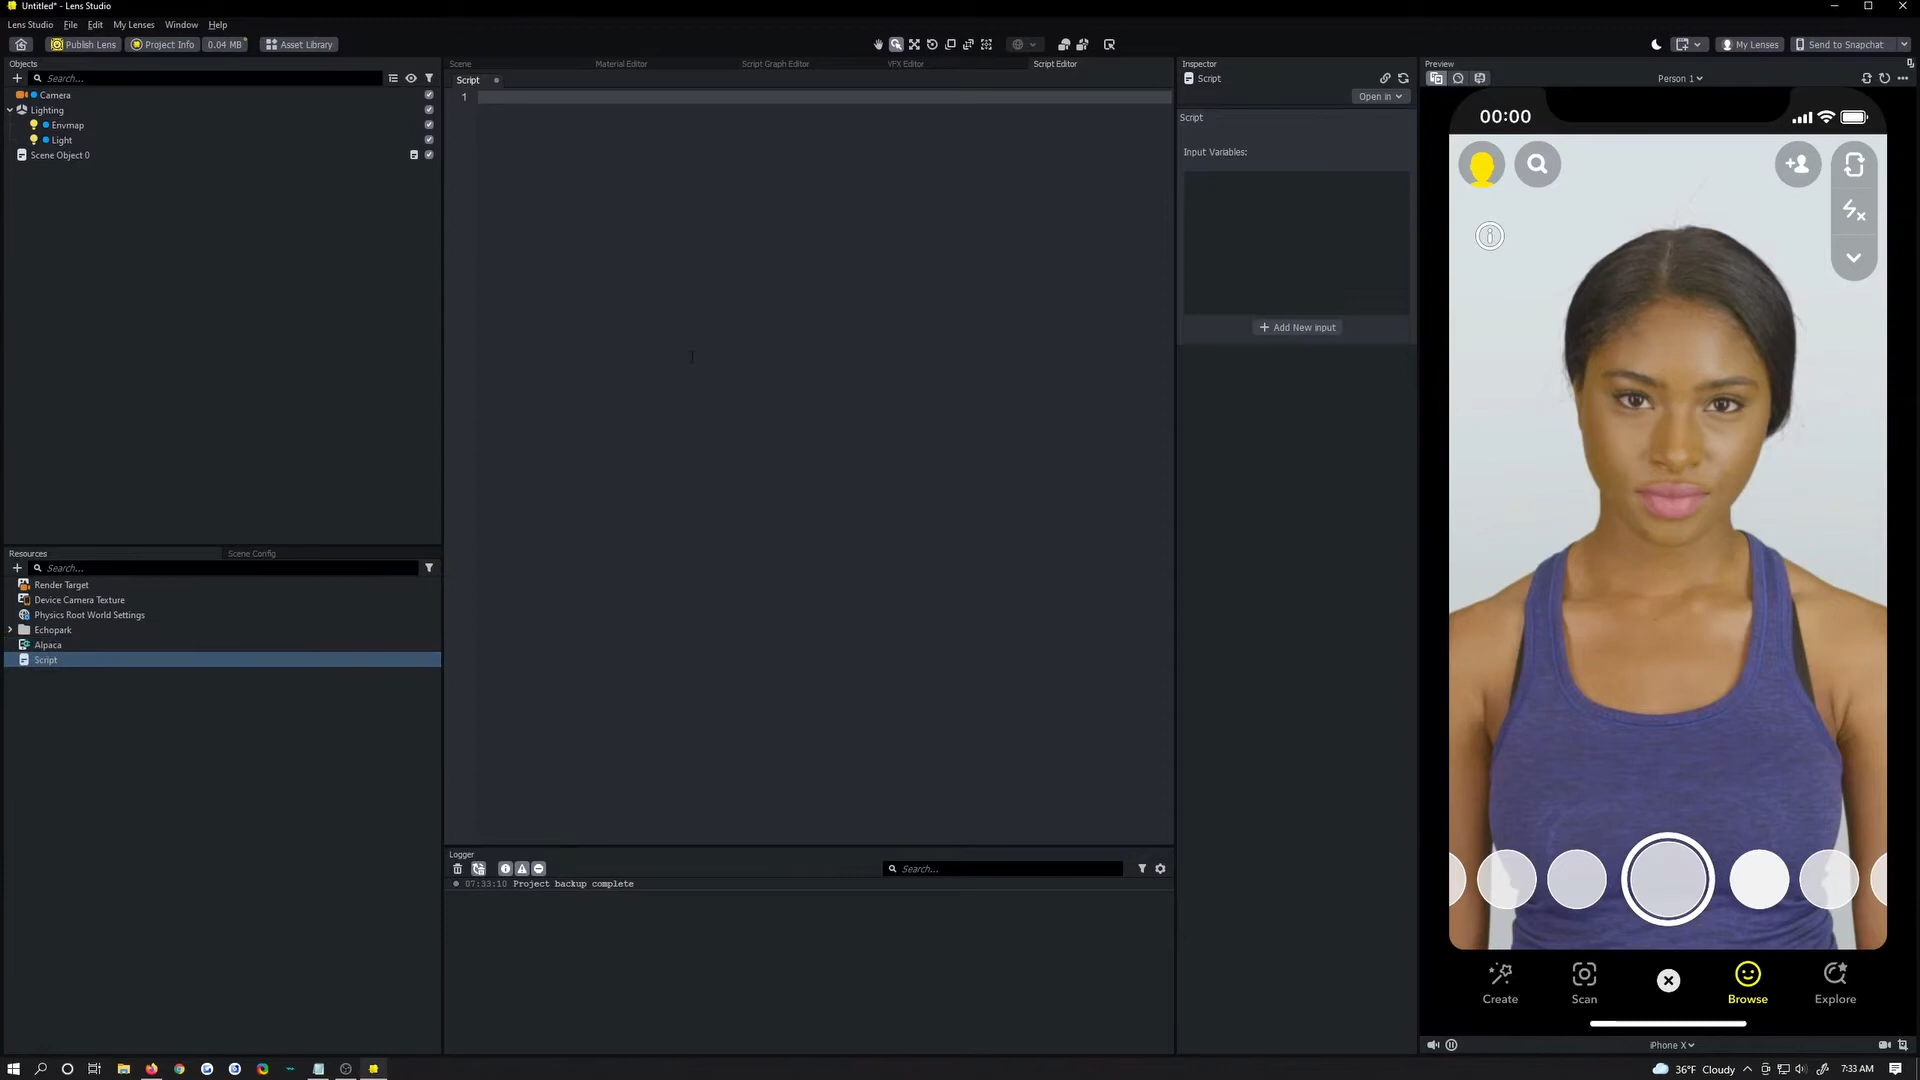 Untitled* - Lens Studio
Lens Studio File Edit My Lenses Window Help
Publish Lens Project Info 0.04 MB Asset Library My Lenses Send to Snapchat
Objects
Search...
Camera
Lighting
Envmap
Light
Scene Object 0
Resources Scene Config
Search...
Render Target
Device Camera Texture
Physics Root World Settings
Echopark
Alpaca
Script
Scene Material Editor Script Graph Editor VFX Editor Script Editor
Script
1
Logger
Search...
07:33:10 Project backup complete
Inspector
Script
Open in
Script
Input Variables:
+ Add New input
Preview
Person 1
00:00
Create Scan Browse Explore
iPhone X
36°F Cloudy 7:33 AM